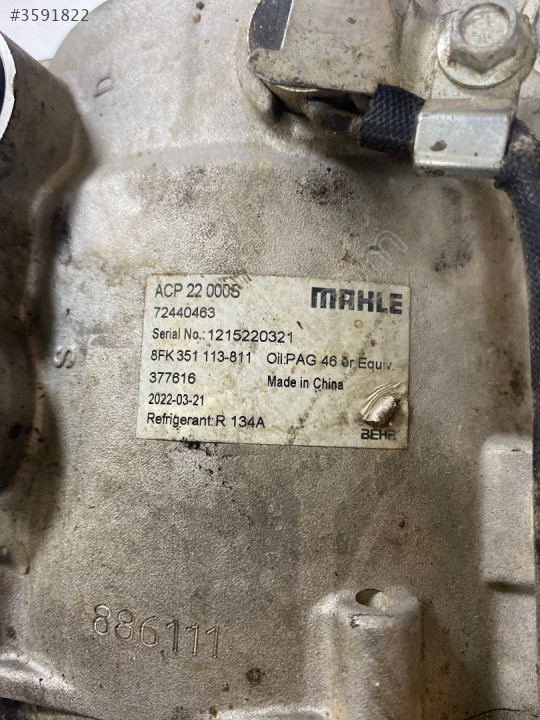 #3591822
ACP 22 000S
MAHLE
72440463
Serial No.:1215220321
8FK 351 113-811 Oil:PAG 46 or Equiv.
377616 Made in China
2022-03-21
Refrigerant:R 134A
BEHR
886111